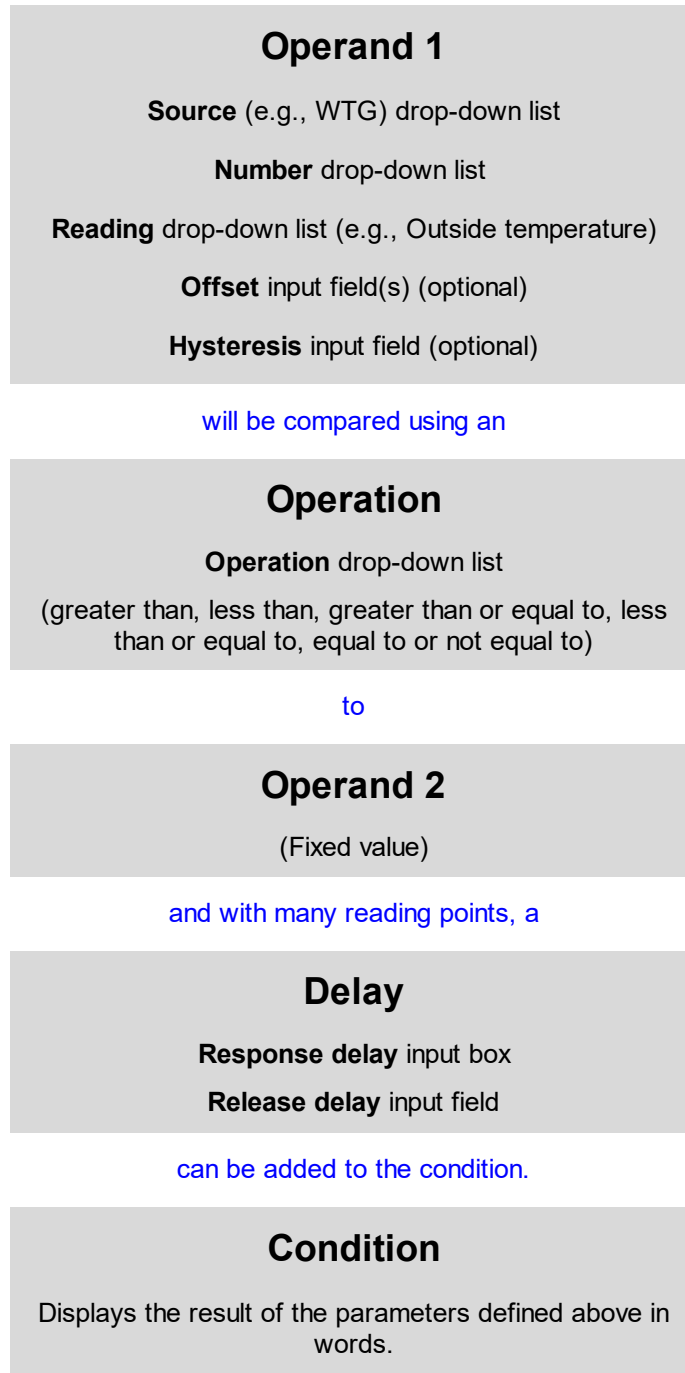 Operand 1
Source (e.g., WTG) drop-down list
Number drop-down list
Reading drop-down list (e.g., Outside temperature)
Offset input field(s) (optional)
Hysteresis input field (optional)
will be compared using an
Operation
Operation drop-down list
(greater than, less than, greater than or equal to, less
than or equal to, equal to or not equal to)
to
Operand 2
(Fixed value)
and with many reading points, a
Delay
Response delay input box
Release delay input field
can be added to the condition.
Condition
Displays the result of the parameters defined above in
words.